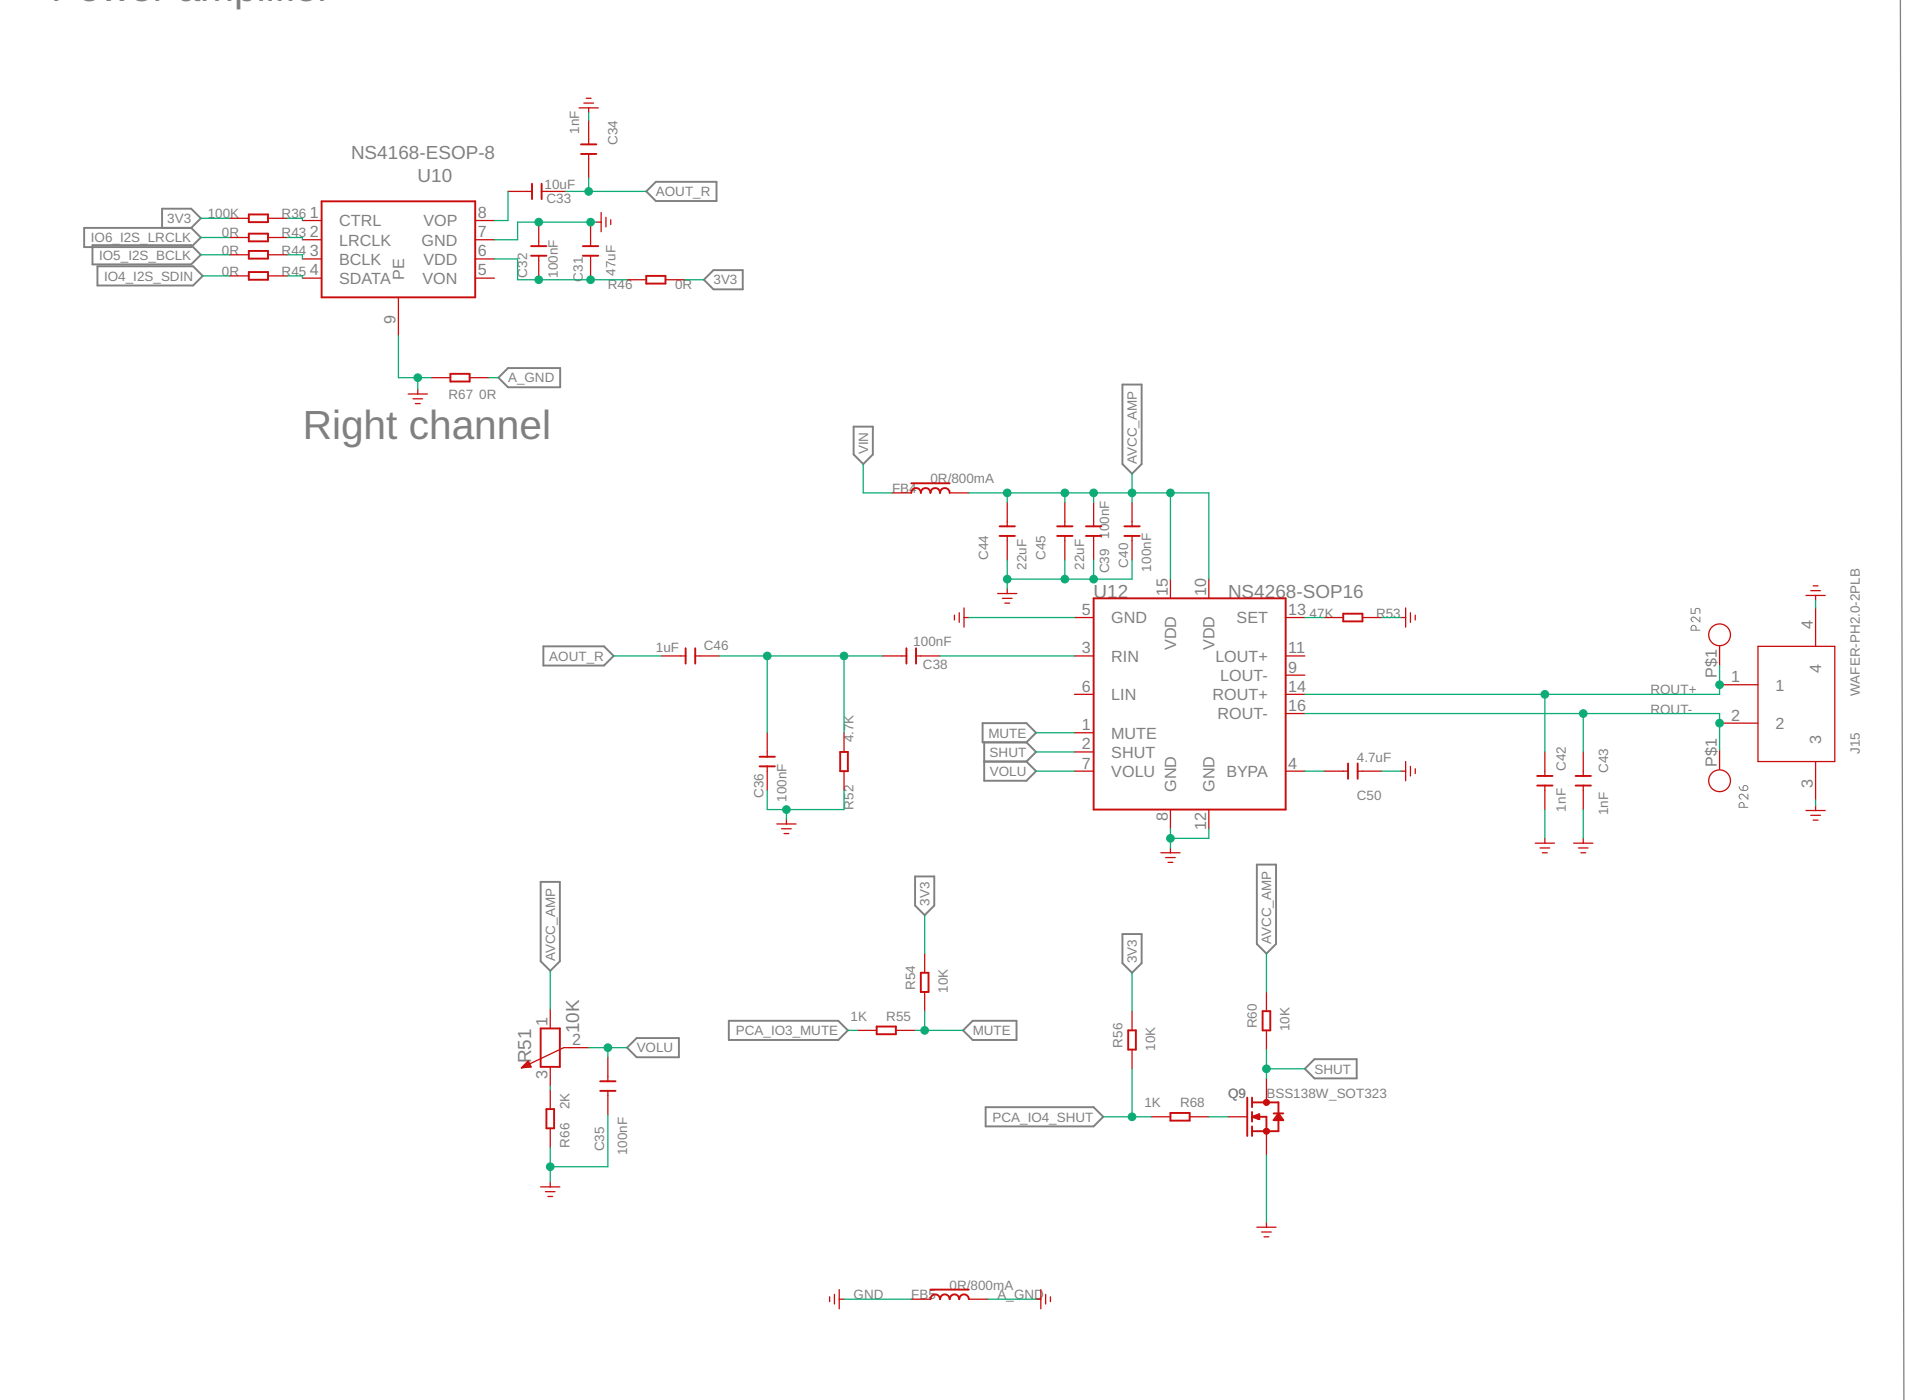 Power amplifier
1nF
C34
NS4168-ESOP-8
U10
10uF
C33
AOUT_R
3V3
100K
R36
1
CTRL
VOP
8
IO6_I2S_LRCLK
0R
R43
2
LRCLK
GND
7
IO5_I2S_BCLK
0R
R44
3
BCLK
VDD
6
IO4_I2S_SDIN
0R
R45
4
SDATA
PE
VON
5
C32
100nF
C31
47uF
R46
0R
3V3
9
R67
0R
A_GND
Right channel
VIN
AVCC_AMP
0R/800mA
C44
22uF
C45
22uF
100nF
C39
C40
100nF
U12
15
10
NS4268-SOP16
5
GND
VDD
VDD
SET
13
47K
R53
AOUT_R
1uF
C46
100nF
C38
3
RIN
LOUT+
11
LOUT-
9
6
LIN
ROUT+
14
ROUT-
16
MUTE
1
MUTE
SHUT
2
SHUT
VOLU
7
VOLU
GND
GND
BYPA
4
4.7uF
C50
8
12
C36
100nF
4.7K
R52
ROUT+
ROUT-
C42
1nF
C43
1nF
P25
P$1
1
1
2
2
P$1
P26
4
4
3
3
WAFER-PH2.0-2PLB
J15
AVCC_AMP
R51
10K
1
2
3
VOLU
2K
R66
C35
100nF
3V3
R54
10K
PCA_IO3_MUTE
1K
R55
MUTE
3V3
R56
10K
PCA_IO4_SHUT
1K
R68
AVCC_AMP
R60
10K
SHUT
Q9
BSS138W_SOT323
0R/800mA
GND
A_GND